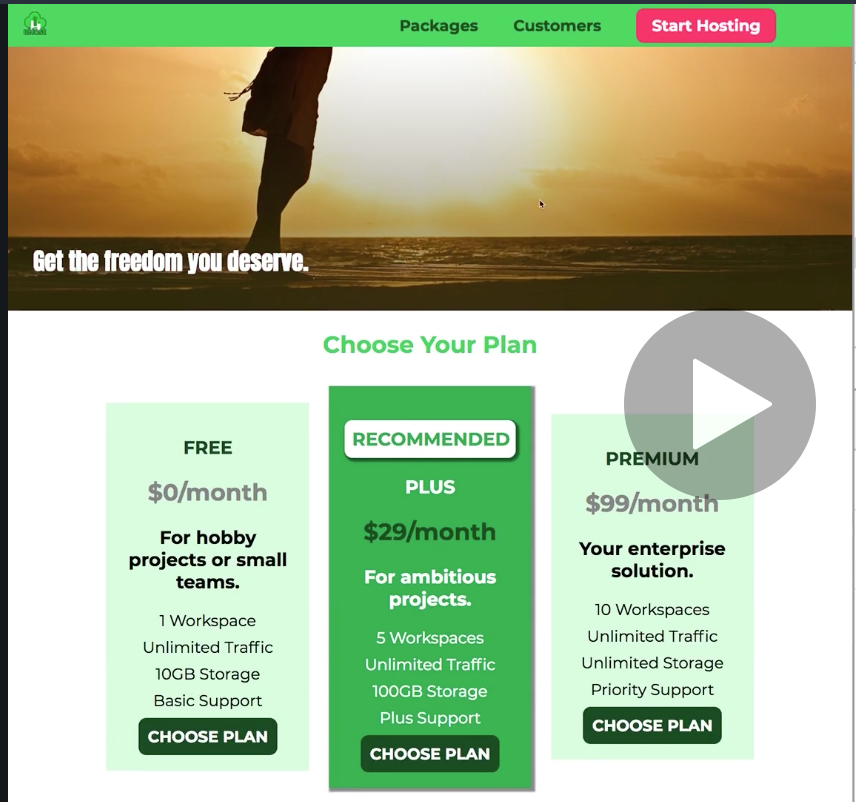 Packages
Customers
Start Hosting
Get the freedom you deserve.
Choose Your Plan
FREE
$0/month
For hobby
projects or small
teams.
1 Workspace
Unlimited Traffic
10GB Storage
Basic Support
CHOOSE PLAN
RECOMMENDED
PLUS
$29/month
For ambitious
projects.
5 Workspaces
Unlimited Traffic
100GB Storage
Plus Support
CHOOSE PLAN
PREMIUM
$99/month
Your enterprise
solution.
10 Workspaces
Unlimited Traffic
Unlimited Storage
Priority Support
CHOOSE PLAN